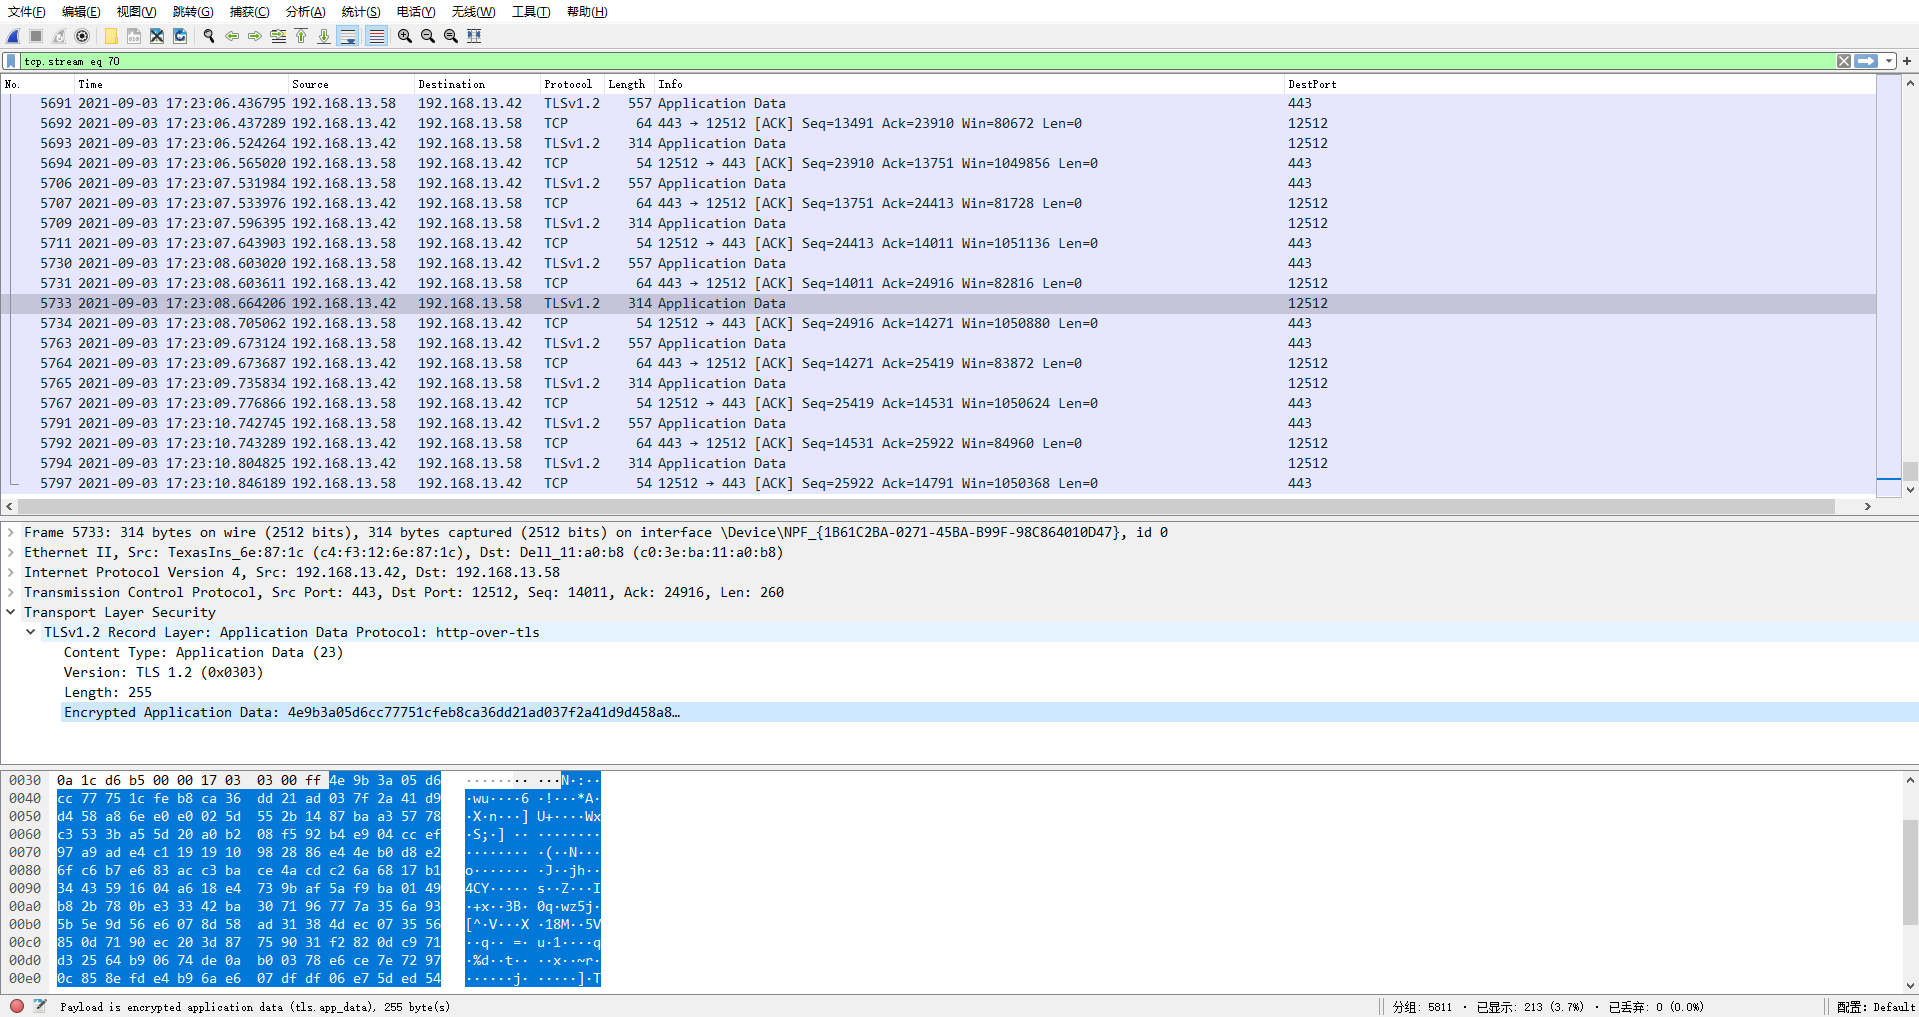 文件(F) 编辑(E) 视图(V) 跳转(G) 捕获(C) 分析(A) 统计(S) 电话(Y) 无线(W) 工具(T) 帮助(H)
tcp.stream eq 70
No. Time Source Destination Protocol Length Info DestPort
5691 2021-09-03 17:23:06.436795 192.168.13.58 192.168.13.42 TLSv1.2 557 Application Data 443
5692 2021-09-03 17:23:06.437289 192.168.13.42 192.168.13.58 TCP 64 443 → 12512 [ACK] Seq=13491 Ack=23910 Win=80672 Len=0 12512
5693 2021-09-03 17:23:06.524264 192.168.13.42 192.168.13.58 TLSv1.2 314 Application Data 12512
5694 2021-09-03 17:23:06.565020 192.168.13.58 192.168.13.42 TCP 54 12512 → 443 [ACK] Seq=23910 Ack=13751 Win=1049856 Len=0 443
5706 2021-09-03 17:23:07.531984 192.168.13.58 192.168.13.42 TLSv1.2 557 Application Data 443
5707 2021-09-03 17:23:07.533976 192.168.13.42 192.168.13.58 TCP 64 443 → 12512 [ACK] Seq=13751 Ack=24413 Win=81728 Len=0 12512
5709 2021-09-03 17:23:07.596395 192.168.13.42 192.168.13.58 TLSv1.2 314 Application Data 12512
5711 2021-09-03 17:23:07.643903 192.168.13.58 192.168.13.42 TCP 54 12512 → 443 [ACK] Seq=24413 Ack=14011 Win=1051136 Len=0 443
5730 2021-09-03 17:23:08.603020 192.168.13.58 192.168.13.42 TLSv1.2 557 Application Data 443
5731 2021-09-03 17:23:08.603611 192.168.13.42 192.168.13.58 TCP 64 443 → 12512 [ACK] Seq=14011 Ack=24916 Win=82816 Len=0 12512
5733 2021-09-03 17:23:08.664206 192.168.13.42 192.168.13.58 TLSv1.2 314 Application Data 12512
5734 2021-09-03 17:23:08.705062 192.168.13.58 192.168.13.42 TCP 54 12512 → 443 [ACK] Seq=24916 Ack=14271 Win=1050880 Len=0 443
5763 2021-09-03 17:23:09.673124 192.168.13.58 192.168.13.42 TLSv1.2 557 Application Data 443
5764 2021-09-03 17:23:09.673687 192.168.13.42 192.168.13.58 TCP 64 443 → 12512 [ACK] Seq=14271 Ack=25419 Win=83872 Len=0 12512
5765 2021-09-03 17:23:09.735834 192.168.13.42 192.168.13.58 TLSv1.2 314 Application Data 12512
5767 2021-09-03 17:23:09.776866 192.168.13.58 192.168.13.42 TCP 54 12512 → 443 [ACK] Seq=25419 Ack=14531 Win=1050624 Len=0 443
5791 2021-09-03 17:23:10.742745 192.168.13.58 192.168.13.42 TLSv1.2 557 Application Data 443
5792 2021-09-03 17:23:10.743289 192.168.13.42 192.168.13.58 TCP 64 443 → 12512 [ACK] Seq=14531 Ack=25922 Win=84960 Len=0 12512
5794 2021-09-03 17:23:10.804825 192.168.13.42 192.168.13.58 TLSv1.2 314 Application Data 12512
5797 2021-09-03 17:23:10.846189 192.168.13.58 192.168.13.42 TCP 54 12512 → 443 [ACK] Seq=25922 Ack=14791 Win=1050368 Len=0 443
Frame 5733: 314 bytes on wire (2512 bits), 314 bytes captured (2512 bits) on interface \Device\NPF_{1B61C2BA-0271-45BA-B99F-98C864010D47}, id 0
Ethernet II, Src: TexasIns_6e:87:1c (c4:f3:12:6e:87:1c), Dst: Dell_11:a0:b8 (c0:3e:ba:11:a0:b8)
Internet Protocol Version 4, Src: 192.168.13.42, Dst: 192.168.13.58
Transmission Control Protocol, Src Port: 443, Dst Port: 12512, Seq: 14011, Ack: 24916, Len: 260
Transport Layer Security
TLSv1.2 Record Layer: Application Data Protocol: http-over-tls
Content Type: Application Data (23)
Version: TLS 1.2 (0x0303)
Length: 255
Encrypted Application Data: 4e9b3a05d6cc77751cfeb8ca36dd21ad037f2a41d9d458a8…
0030 0a 1c d6 b5 00 00 17 03 03 00 ff 4e 9b 3a 05 d6 ········ ···N·:··
0040 cc 77 75 1c fe b8 ca 36 dd 21 ad 03 7f 2a 41 d9 ·wu····6 ·!···*A·
0050 d4 58 a8 6e e0 e0 02 5d 55 2b 14 87 ba a3 57 78 ·X·n···] U+····Wx
0060 c3 53 3b a5 5d 20 a0 b2 08 f5 92 b4 e9 04 cc ef ·S;·] ·· ········
0070 97 a9 ad e4 c1 19 19 10 98 28 86 e4 4e b0 d8 e2 ········ ·(··N···
0080 6f c6 b7 e6 83 ac c3 ba ce 4a cd c2 6a 68 17 b1 o······· ·J··jh··
0090 34 43 59 16 04 a6 18 e4 73 9b af 5a f9 ba 01 49 4CY····· s··Z···I
00a0 b8 2b 78 0b e3 33 42 ba 30 71 96 77 7a 35 6a 93 ·+x··3B· 0q·wz5j·
00b0 5b 5e 9d 56 e6 07 8d 58 ad 31 38 4d ec 07 35 56 [^·V···X ·18M··5V
00c0 85 0d 71 90 ec 20 3d 87 75 90 31 f2 82 0d c9 71 ··q·· =· u·1····q
00d0 d3 25 64 b9 06 74 de 0a b0 03 78 e6 ce 7e 72 97 ·%d··t·· ··x··~r·
00e0 0c 85 8e fd e4 b9 6a e6 07 df df 06 e7 5d ed 54 ······j· ·····]·T
Payload is encrypted application data (tls.app_data), 255 byte(s) 分组: 5811 · 已显示: 213 (3.7%) · 已丢弃: 0 (0.0%) 配置: Default